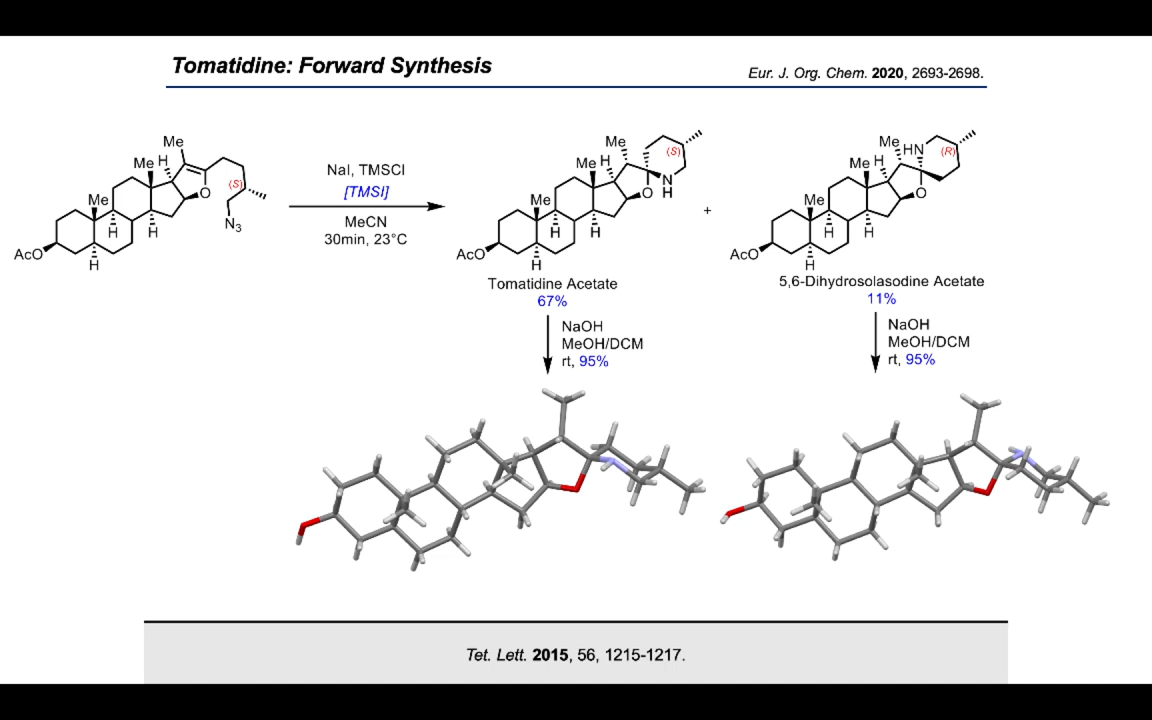 Tomatidine: Forward Synthesis
Eur. J. Org. Chem. 2020, 2693-2698.
Me
Me
H
Me
O
(S)
N3
H
H
H
AcO
NaI, TMSCl
[TMSI]
MeCN
30min, 23°C
Me
Me
H
Me
(S)
O
N
H
H
H
H
AcO
Tomatidine Acetate
67%
+
Me
HN
(R)
Me
H
Me
O
H
H
H
AcO
5,6-Dihydrosolasodine Acetate
11%
NaOH
MeOH/DCM
rt, 95%
NaOH
MeOH/DCM
rt, 95%
Tet. Lett. 2015, 56, 1215-1217.